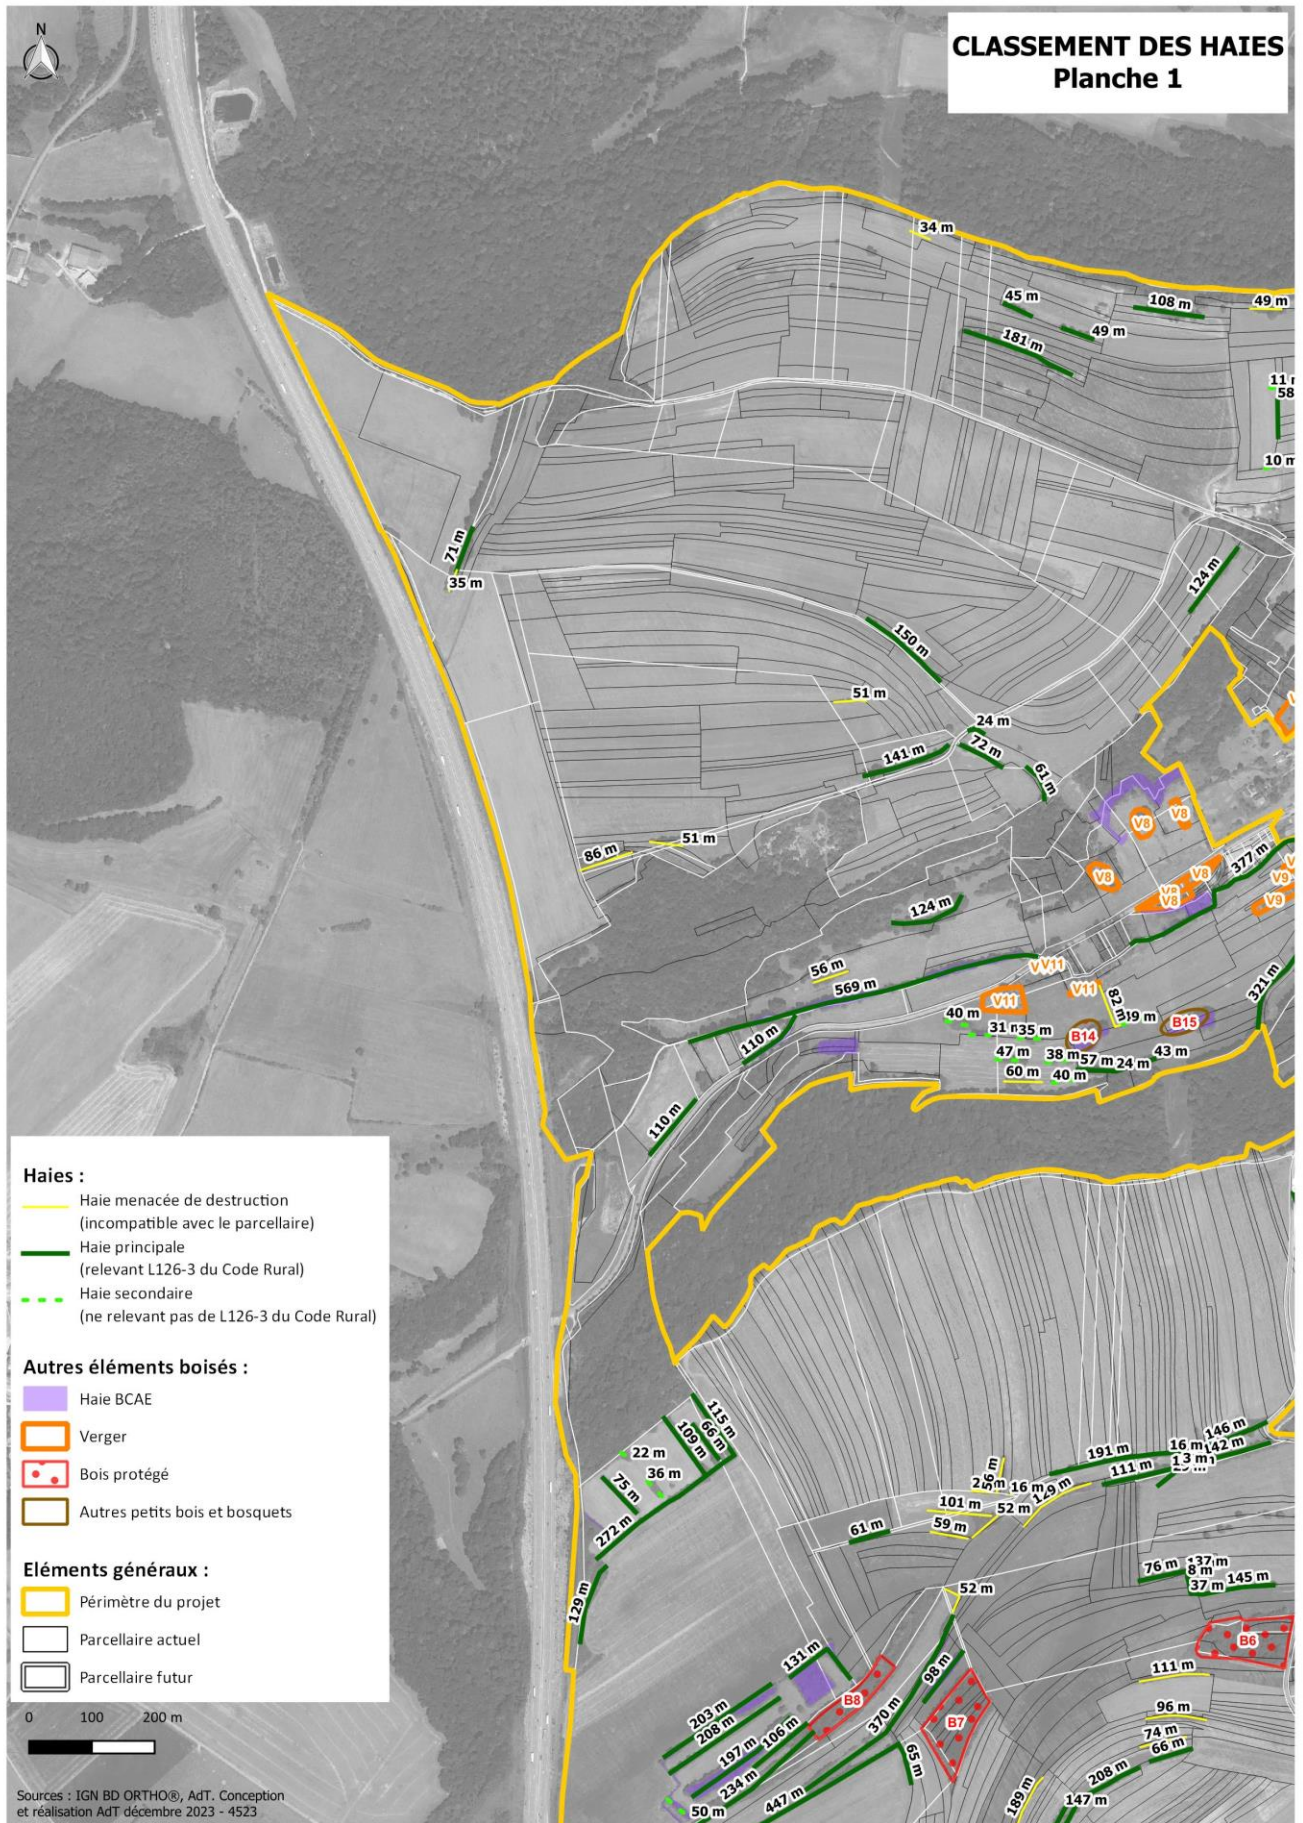 N
CLASSEMENT DES HAIES
Planche 1
34 m
45 m
108 m
49 m
49 m
181 m
58
10 m
71 m
35 m
124 m
150 m
51 m
24 m
141 m
72 m
61 m
V8
V8
86 m
51 m
V8
V8
V8
377 m
V9
V9
124 m
56 m
V11
569 m
V11
V11
82 m
321 m
40 m
35 m
B14
B15
110 m
47 m
38 m
57 m
24 m
43 m
60 m
40 m
110 m
Haies :
Haie menacée de destruction
(incompatible avec le parcellaire)
Haie principale
(relevant L126-3 du Code Rural)
Haie secondaire
(ne relevant pas de L126-3 du Code Rural)
Autres éléments boisés :
Haie BCAE
Verger
Bois protégé
Autres petits bois et bosquets
Eléments généraux :
Périmètre du projet
Parcellaire actuel
Parcellaire futur
0 100 200 m
Sources : IGN BD ORTHO®, AdT. Conception
et réalisation AdT décembre 2023 - 4523
115 m
66 m
109 m
22 m
36 m
75 m
272 m
129 m
146 m
16 m
142 m
191 m
111 m
56 m
16 m
129 m
101 m
52 m
59 m
61 m
76 m
137 m
8 m
37 m
145 m
52 m
B6
131 m
98 m
111 m
B8
203 m
208 m
370 m
B7
96 m
106 m
74 m
197 m
66 m
234 m
65 m
208 m
50 m
447 m
189 m
147 m